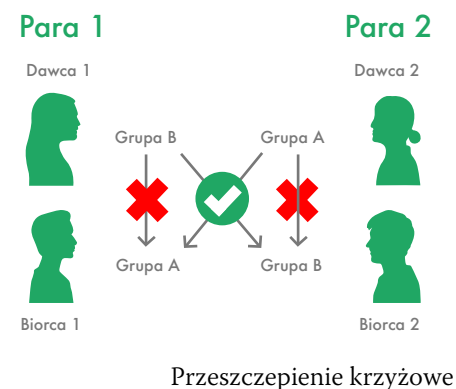 Para 1 Para 2
Dawca 1 Dawca 2
Grupa B Grupa A
Grupa A Grupa B
Biorca 1 Biorca 2
Przeszczepienie krzyżowe